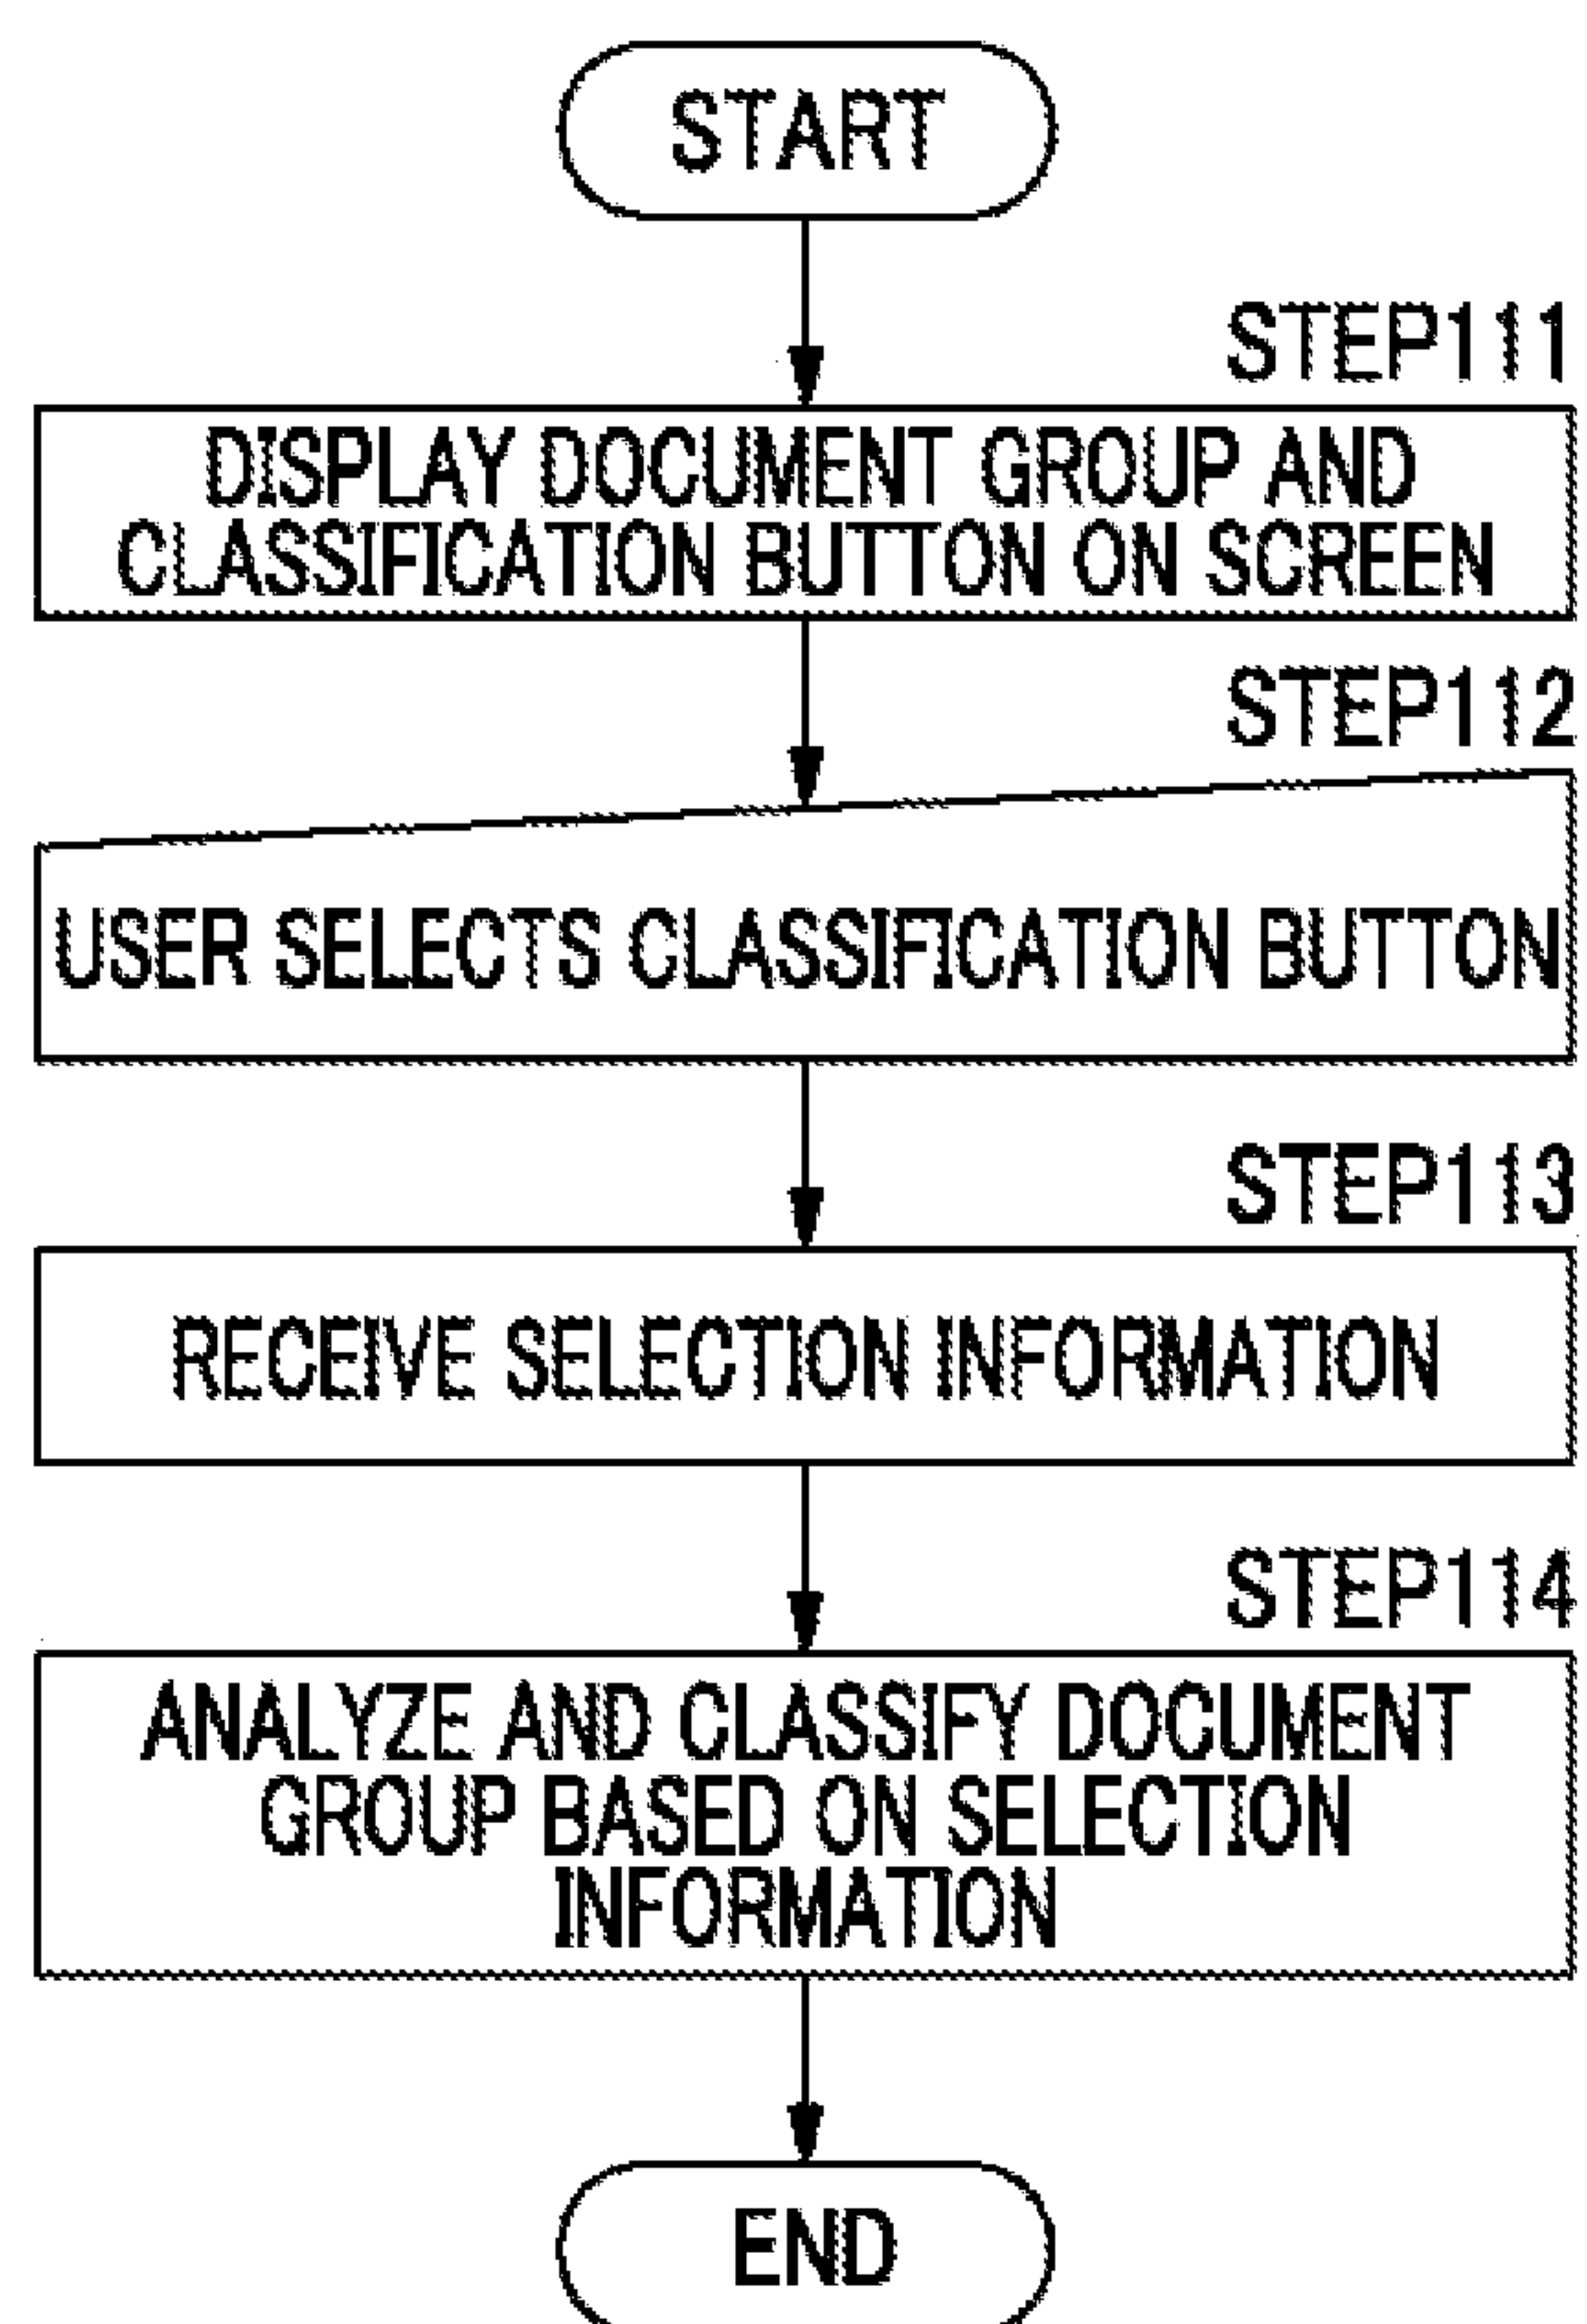 START
STEP111
DISPLAY DOCUMENT GROUP AND
CLASSIFICATION BUTTON ON SCREEN
STEP112
USER SELECTS CLASSIFICATION BUTTON
STEP113
RECEIVE SELECTION INFORMATION
STEP114
ANALYZE AND CLASSIFY DOCUMENT
GROUP BASED ON SELECTION
INFORMATION
END